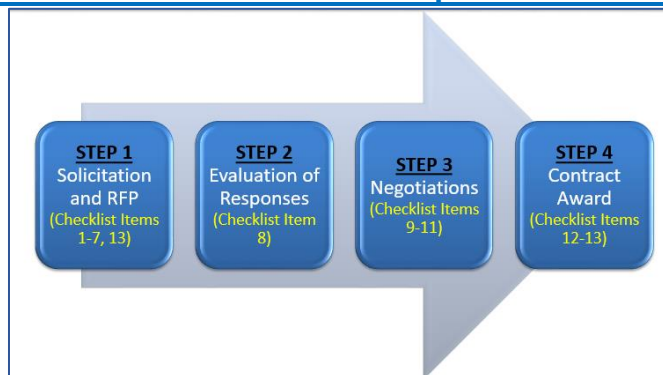 STEP 1
Solicitation
and RFP
(Checklist Items
1-7, 13)
STEP 2
Evaluation of
Responses
(Checklist Item
8)
STEP 3
Negotiations
(Checklist Items
9-11)
STEP 4
Contract
Award
(Checklist Items
12-13)